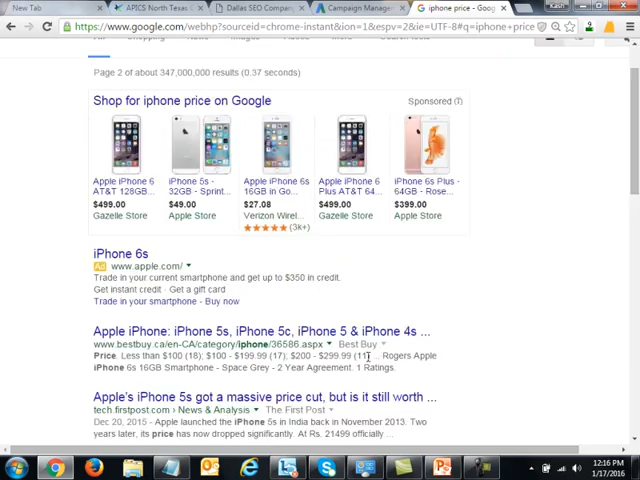 New Tab
APICS North Texas
Dallas SEO Company
Campaign Manage
iphone price - Goog
Kash
https://www.google.com/webhp?sourceid=chrome-instant&ion=1&espv=2&ie=UTF-8#q=iphone+price
Page 2 of about 347,000,000 results (0.37 seconds)
Shop for iphone price on Google
Sponsored
Apple iPhone 6
AT&T 128GB...
$499.00
Gazelle Store
iPhone 5s -
32GB - Sprint...
$49.00
Apple Store
Apple iPhone 6s
16GB in Go...
$27.08
Verizon Wirel...
(3k+)
Apple iPhone 6
Plus AT&T 64...
$499.00
Gazelle Store
iPhone 6s Plus -
64GB - Rose...
$399.00
Apple Store
iPhone 6s
Ad www.apple.com/
Trade in your current smartphone and get up to $350 in credit.
Get instant credit · Get a gift card
Trade in your smartphone - Buy now
Apple iPhone: iPhone 5s, iPhone 5c, iPhone 5 & iPhone 4s ...
www.bestbuy.ca/en-CA/category/iphone/36586.aspx Best Buy
Price. Less than $100 (18); $100 - $199.99 (17); $200 - $299.99 (11) ... Rogers Apple
iPhone 6s 16GB Smartphone - Space Grey - 2 Year Agreement. 1 Ratings.
Apple's iPhone 5s got a massive price cut, but is it still worth ...
tech.firstpost.com › News & Analysis The First Post
Dec 20, 2015 - Apple launched the iPhone 5s in India back in November 2013. Two
years later, its price has now dropped significantly. At Rs. 21499 officially ...
12:16 PM
1/17/2016